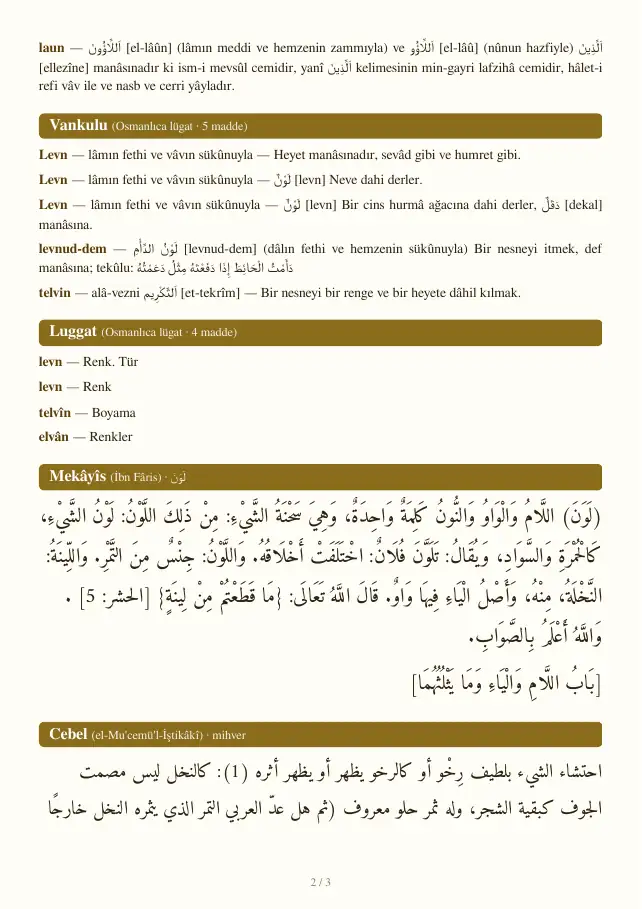 laun — اَللَّاؤُونَ [el-lâûn] (lâmın meddi ve hemzenin zammıyla) ve اَللَّاؤُو [el-lâû] (nûnun hazfiyle) اَلَّذِينَ
[ellezîne] manâsınadır ki ism-i mevsûl cemidir, yanî اَلَّذِينَ kelimesinin min-gayri lafzihâ cemidir, hâlet-i
refi vâv ile ve nasb ve cerri yâyladır.
Vankulu (Osmanlıca lügat · 5 madde)
Levn — lâmın fethi ve vâvın sükûnuyla — Heyet manâsınadır, sevâd gibi ve humret gibi.
Levn — lâmın fethi ve vâvın sükûnuyla — لَوْنٌ [levn] Neve dahi derler.
Levn — lâmın fethi ve vâvın sükûnuyla — لَوْنٌ [levn] Bir cins hurmâ ağacına dahi derler, دَقَلٌ [dekal]
manâsına.
levnud-dem — لَوْنُ الدَّأْمِ [levnud-dem] (dâlın fethi ve hemzenin sükûnuyla) Bir nesneyi itmek, def
manâsına; tekûlu: دَأَمْتُ الْحَائِطَ إِذَا دَفَعْتَهُ مِثْلُ دَعَمْتُهُ
telvin — alâ-vezni اَلتَّكْرِيم [et-tekrîm] — Bir nesneyi bir renge ve bir heyete dâhil kılmak.
Luggat (Osmanlıca lügat · 4 madde)
levn — Renk. Tür
levn — Renk
telvîn — Boyama
elvân — Renkler
Mekâyîs (İbn Fâris) · لَوَنَ
(لَوَنَ) اللَّامُ وَالْوَاوُ وَالنُّونُ كَلِمَةٌ وَاحِدَةٌ، وَهِيَ سَحْنَةُ الشَّيْءِ: مِنْ ذَلِكَ اللَّوْنُ: لَوْنُ الشَّيْءِ،
كَالْحُمْرَةِ وَالسَّوَادِ، وَيُقَالُ: تَلَوَّنَ فُلَانٌ: اخْتَلَفَتْ أَخْلَاقُهُ. وَاللَّوْنُ: جِنْسٌ مِنَ التَّمْرِ. وَاللِّينَةُ:
النَّخْلَةُ، مِنْهُ، وَأَصْلُ الْيَاءِ فِيهَا وَاوٌ. قَالَ اللَّهُ تَعَالَى: {مَا قَطَعْتُمْ مِنْ لِينَةٍ} [الحشر: 5] .
وَاللَّهُ أَعْلَمُ بِالصَّوَابِ.
[بَابُ اللَّامِ وَالْيَاءِ وَمَا يَثْلُثُهُمَا]
Cebel (el-Mu'cemü'l-İştikâkî) · mihver
احتشاء الشيء بلطيف رِخْو أو كالرخو يظهر أو يظهر أثره (1): كالنخل ليس مصمت
الجوف كبقية الشجر، وله ثمر حلو معروف (ثم هل عدّ العربي التمر الذي يثمره النخل خارجًا
2 / 3